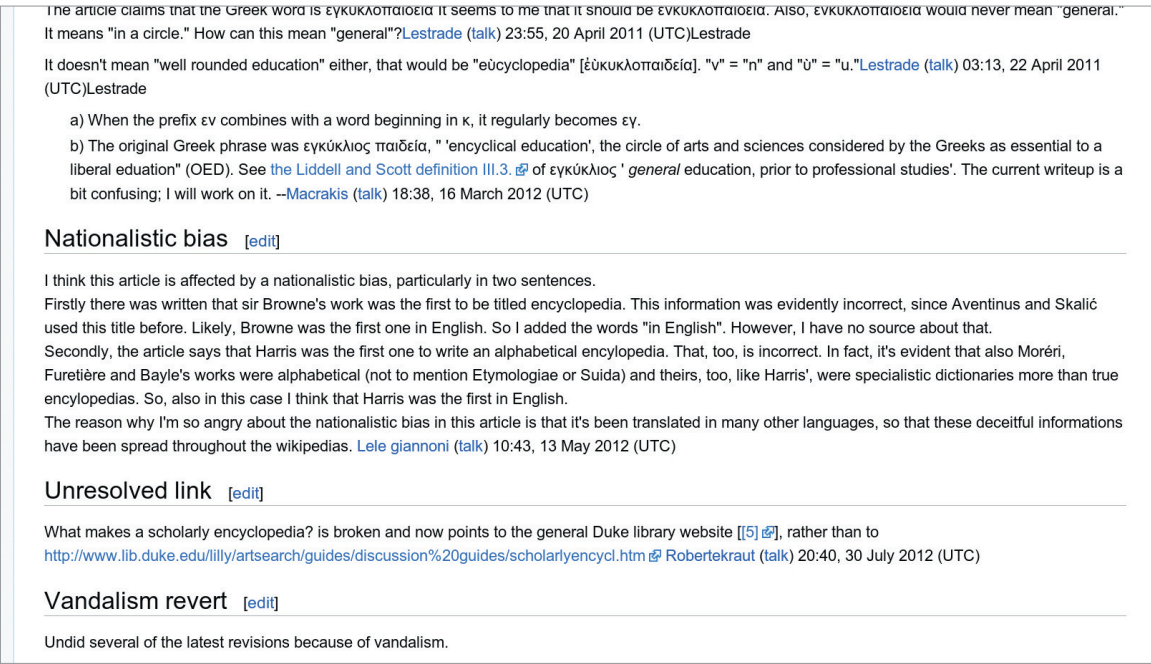 The article claims that the Greek word is εγκυκλοπαιδεία It seems to me that it should be ενκυκλοπαιδεία. Also, ενκυκλοπαιδεία would never mean "general."
It means "in a circle." How can this mean "general"?Lestrade (talk) 23:55, 20 April 2011 (UTC)Lestrade
It doesn't mean "well rounded education" either, that would be "eùcyclopedia" [ἐὐκυκλοπαιδεία]. "ν" = "n" and "ὺ" = "u."Lestrade (talk) 03:13, 22 April 2011
(UTC)Lestrade
a) When the prefix εν combines with a word beginning in κ, it regularly becomes εγ.
b) The original Greek phrase was εγκύκλιος παιδεία, " 'encyclical education', the circle of arts and sciences considered by the Greeks as essential to a
liberal eduation" (OED). See the Liddell and Scott definition III.3. of εγκύκλιος ' general education, prior to professional studies'. The current writeup is a
bit confusing; I will work on it. --Macrakis (talk) 18:38, 16 March 2012 (UTC)
Nationalistic bias [edit]
I think this article is affected by a nationalistic bias, particularly in two sentences.
Firstly there was written that sir Browne's work was the first to be titled encyclopedia. This information was evidently incorrect, since Aventinus and Skalić
used this title before. Likely, Browne was the first one in English. So I added the words "in English". However, I have no source about that.
Secondly, the article says that Harris was the first one to write an alphabetical encylopedia. That, too, is incorrect. In fact, it's evident that also Moréri,
Furetière and Bayle's works were alphabetical (not to mention Etymologiae or Suida) and theirs, too, like Harris', were specialistic dictionaries more than true
encylopedias. So, also in this case I think that Harris was the first in English.
The reason why I'm so angry about the nationalistic bias in this article is that it's been translated in many other languages, so that these deceitful informations
have been spread throughout the wikipedias. Lele giannoni (talk) 10:43, 13 May 2012 (UTC)
Unresolved link [edit]
What makes a scholarly encyclopedia? is broken and now points to the general Duke library website [[5]], rather than to
http://www.lib.duke.edu/lilly/artsearch/guides/discussion%20guides/scholarlyencycl.htm Robertekraut (talk) 20:40, 30 July 2012 (UTC)
Vandalism revert [edit]
Undid several of the latest revisions because of vandalism.